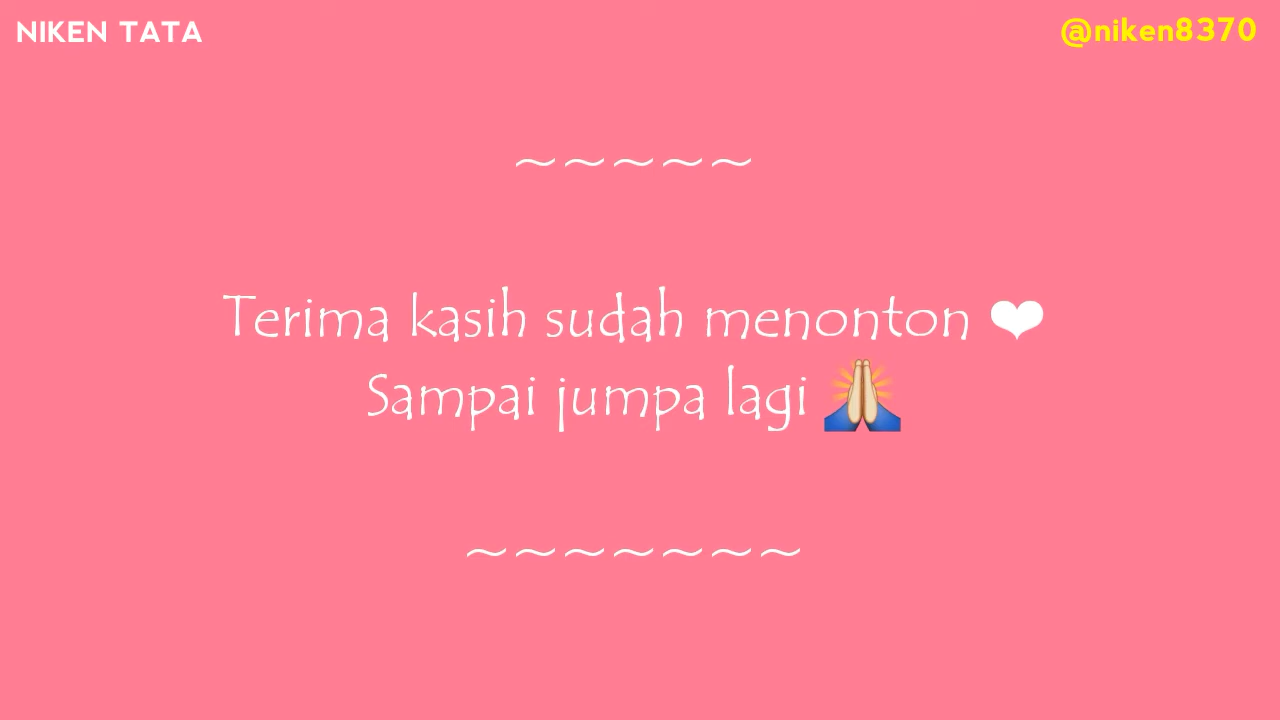 NIKEN TATA
@niken8370
~~~~~
Terima kasih sudah menonton ❤
Sampai jumpa lagi 🙏
~~~~~~~